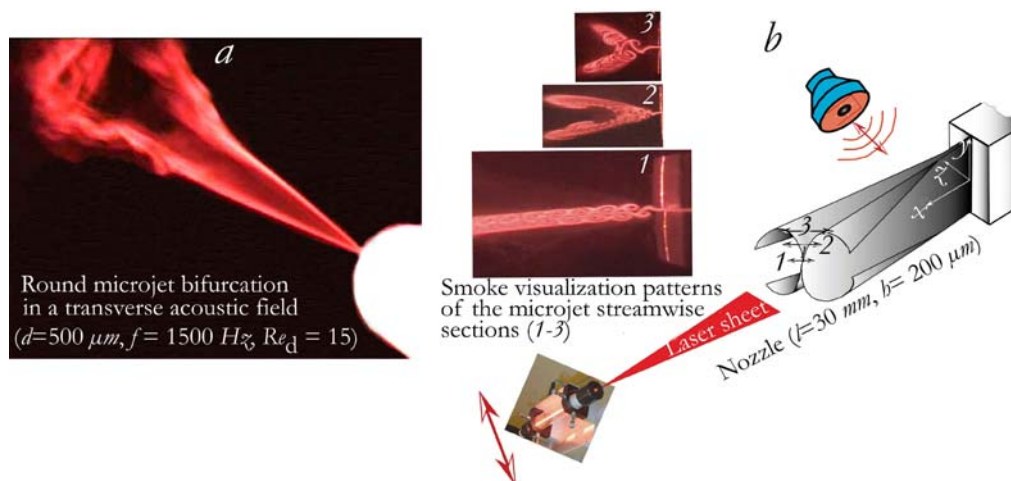 a
Round microjet bifurcation
in a transverse acoustic field
(d=500 μm, f = 1500 Hz, Re_d = 15)
3
2
1
Smoke visualization patterns
of the microjet streamwise
sections (1-3)
Laser sheet
b
3
2
1
Nozzle (l=30 mm, h= 200 μm)